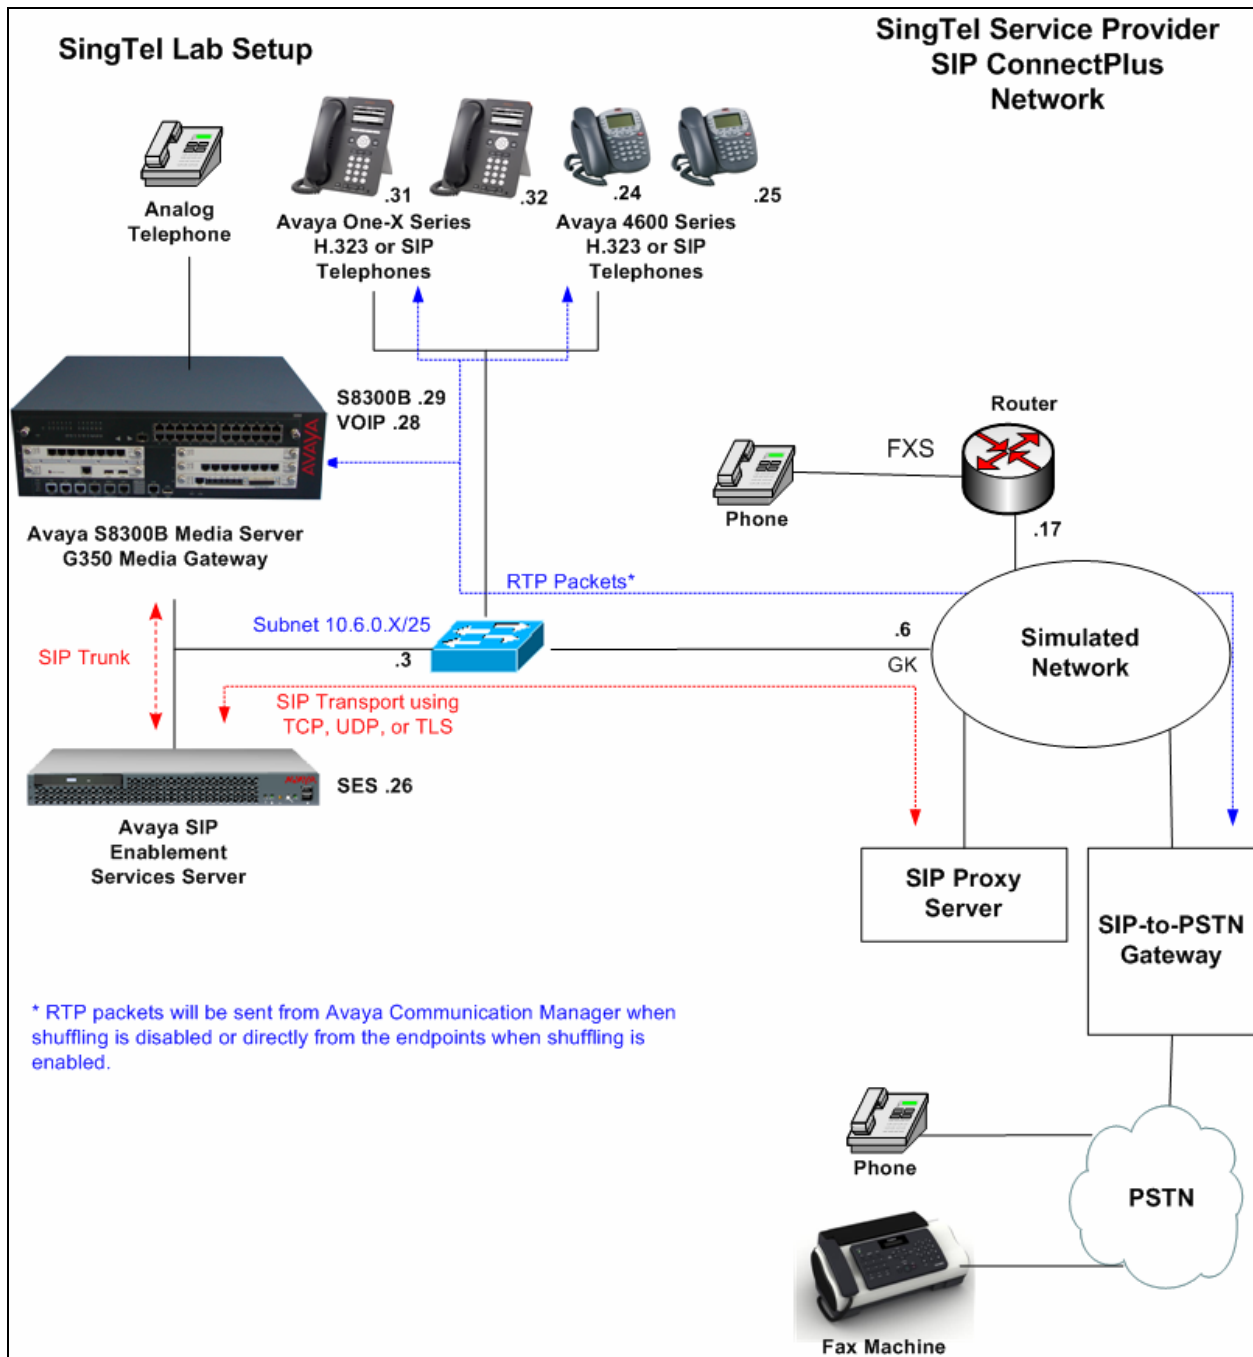 SingTel Lab Setup
SingTel Service Provider
SIP ConnectPlus
Network
Analog
Telephone
.31
.32
.24
.25
Avaya One-X Series
H.323 or SIP
Telephones
Avaya 4600 Series
H.323 or SIP
Telephones
S8300B .29
VOIP .28
AVAYA
Avaya S8300B Media Server
G350 Media Gateway
Router
FXS
Phone
.17
RTP Packets*
Subnet 10.6.0.X/25
.3
.6
GK
Simulated
Network
SIP Trunk
SIP Transport using
TCP, UDP, or TLS
AVAYA
SES .26
Avaya SIP
Enablement
Services Server
SIP Proxy
Server
SIP-to-PSTN
Gateway
* RTP packets will be sent from Avaya Communication Manager when
shuffling is disabled or directly from the endpoints when shuffling is
enabled.
Phone
PSTN
Fax Machine